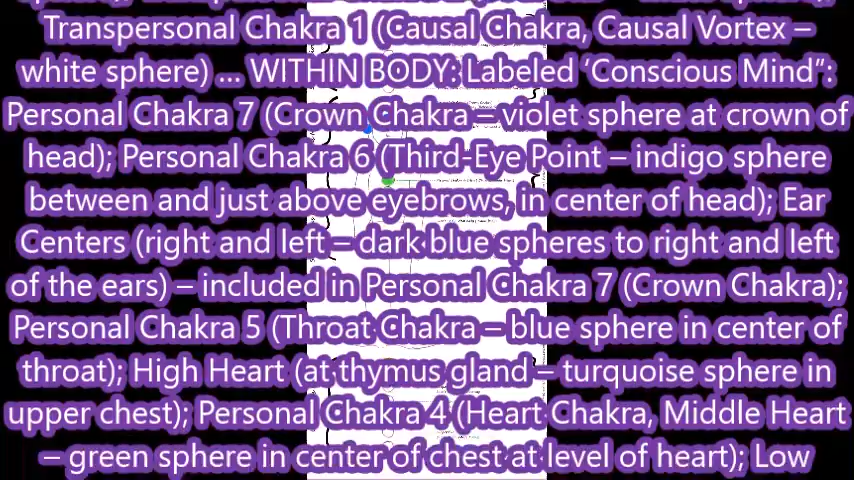 Transpersonal Chakra 1 (Causal Chakra, Causal Vortex –
white sphere) ... WITHIN BODY: Labeled ‘Conscious Mind”:
Personal Chakra 7 (Crown Chakra – violet sphere at crown of
head); Personal Chakra 6 (Third-Eye Point – indigo sphere
between and just above eyebrows, in center of head); Ear
Centers (right and left – dark blue spheres to right and left
of the ears) – included in Personal Chakra 7 (Crown Chakra);
Personal Chakra 5 (Throat Chakra – blue sphere in center of
throat); High Heart (at thymus gland – turquoise sphere in
upper chest); Personal Chakra 4 (Heart Chakra, Middle Heart
– green sphere in center of chest at level of heart); Low